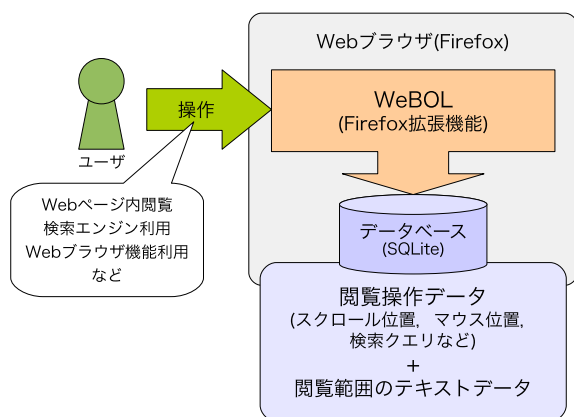 Webブラウザ(Firefox)
WeBOL
(Firefox拡張機能)
操作
ユーザ
Webページ内閲覧
検索エンジン利用
Webブラウザ機能利用
など
データベース
(SQLite)
閲覧操作データ
(スクロール位置，マウス位置，
検索クエリなど)
+
閲覧範囲のテキストデータ